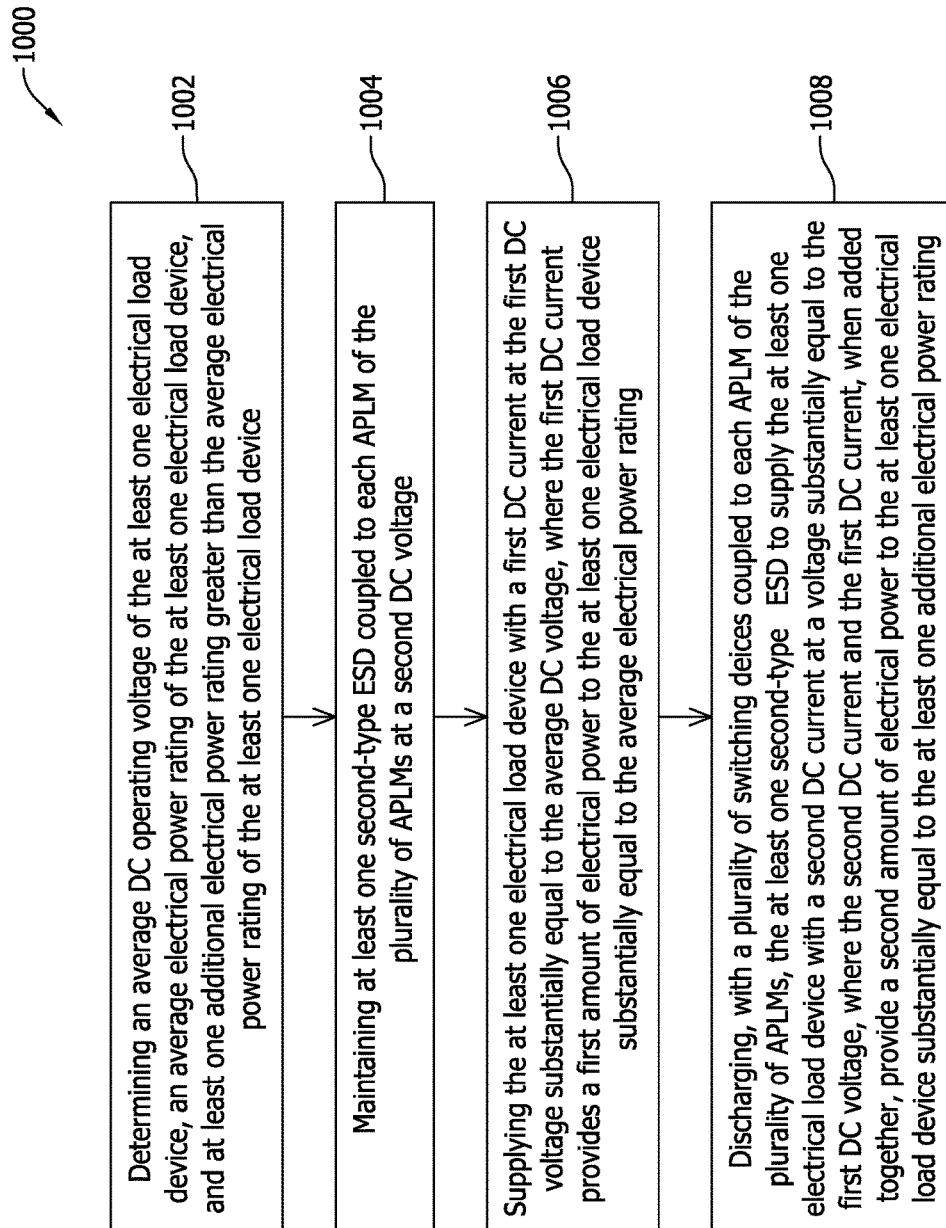 1000
Determining an average DC operating voltage of the at least one electrical load
device, an average electrical power rating of the at least one electrical load device,
and at least one additional electrical power rating greater than the average electrical
power rating of the at least one electrical load device
1002
Maintaining at least one second-type ESD coupled to each APLM of the
plurality of APLMs at a second DC voltage
1004
Supplying the at least one electrical load device with a first DC current at the first DC
voltage substantially equal to the average DC voltage, where the first DC current
provides a first amount of electrical power to the at least one electrical load device
substantially equal to the average electrical power rating
1006
Discharging, with a plurality of switching deices coupled to each APLM of the
plurality of APLMs, the at least one second-type ESD to supply the at least one
electrical load device with a second DC current at a voltage substantially equal to the
first DC voltage, where the second DC current and the first DC current, when added
together, provide a second amount of electrical power to the at least one electrical
load device substantially equal to the at least one additional electrical power rating
1008